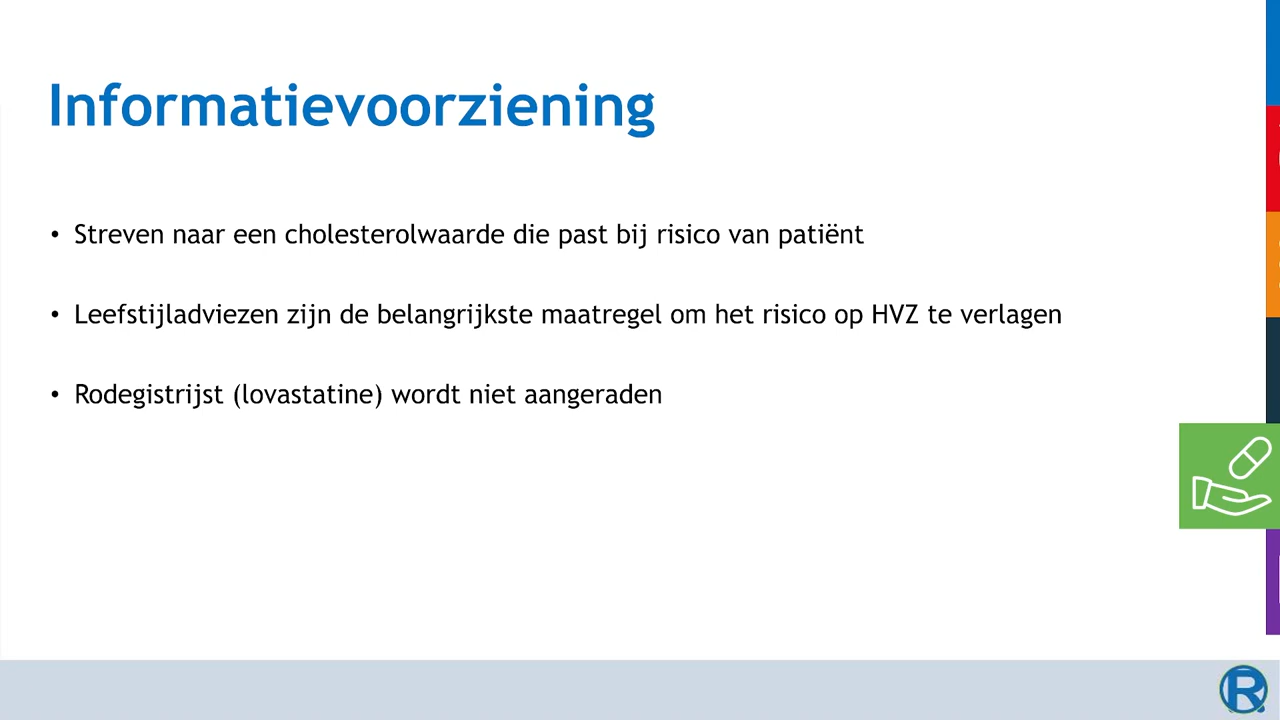 Informatievoorziening
• Streven naar een cholesterolwaarde die past bij risico van patiënt
• Leefstijladviezen zijn de belangrijkste maatregel om het risico op HVZ te verlagen
• Rodegistrijst (lovastatine) wordt niet aangeraden
R